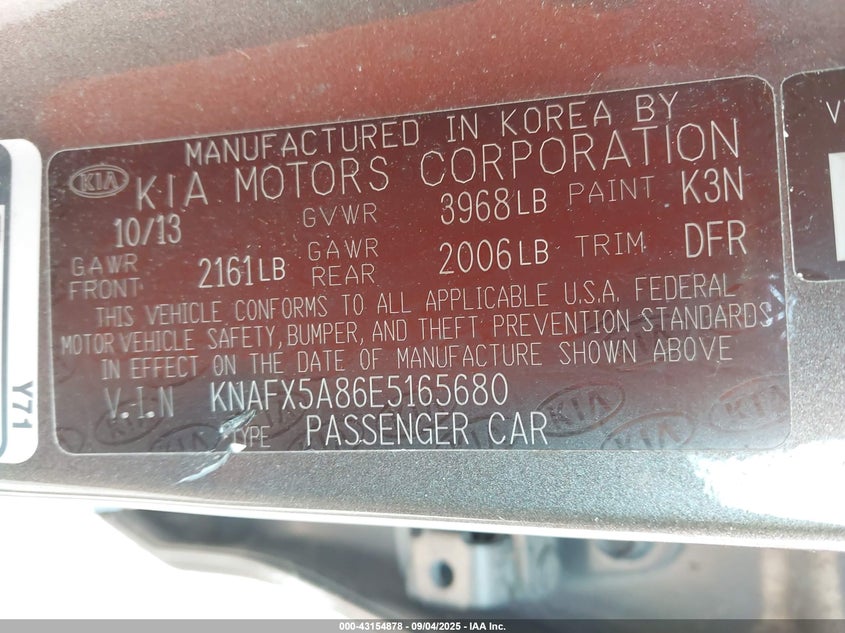 MANUFACTURED IN KOREA BY
KIA KIA MOTORS CORPORATION
10/13 GVWR 3968LB PAINT K3N
GAWR FRONT 2161LB GAWR REAR 2006LB TRIM DFR
THIS VEHICLE CONFORMS TO ALL APPLICABLE U.S.A. FEDERAL
MOTOR VEHICLE SAFETY, BUMPER, AND THEFT PREVENTION STANDARDS
IN EFFECT ON THE DATE OF MANUFACTURE SHOWN ABOVE
V.I.N KNAFX5A86E5165680
TYPE PASSENGER CAR
KIA
KIA
Y71
V
000-43154878 - 09/04/2025 - IAA Inc.